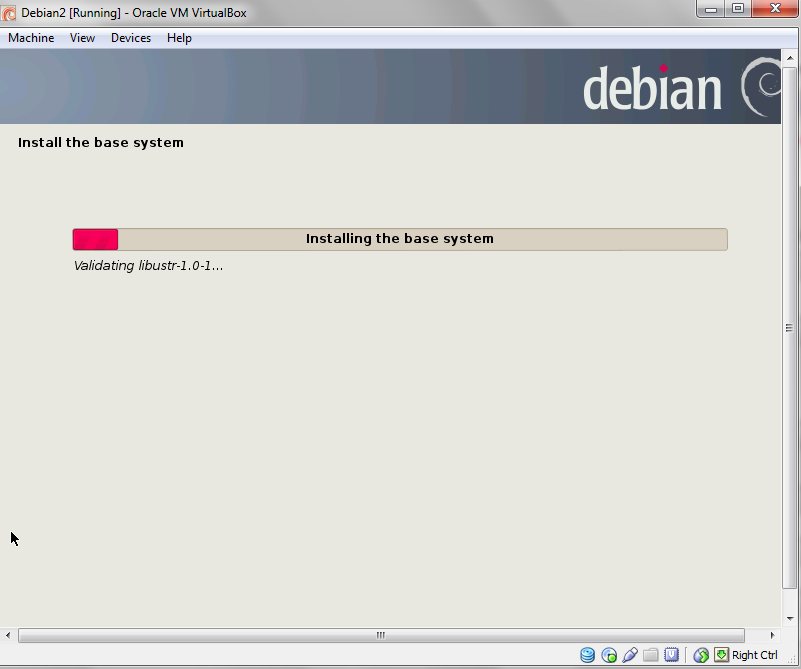 Debian2 [Running] - Oracle VM VirtualBox
Machine View Devices Help
debian
Install the base system
Installing the base system
Validating libustr-1.0-1...
Right Ctrl